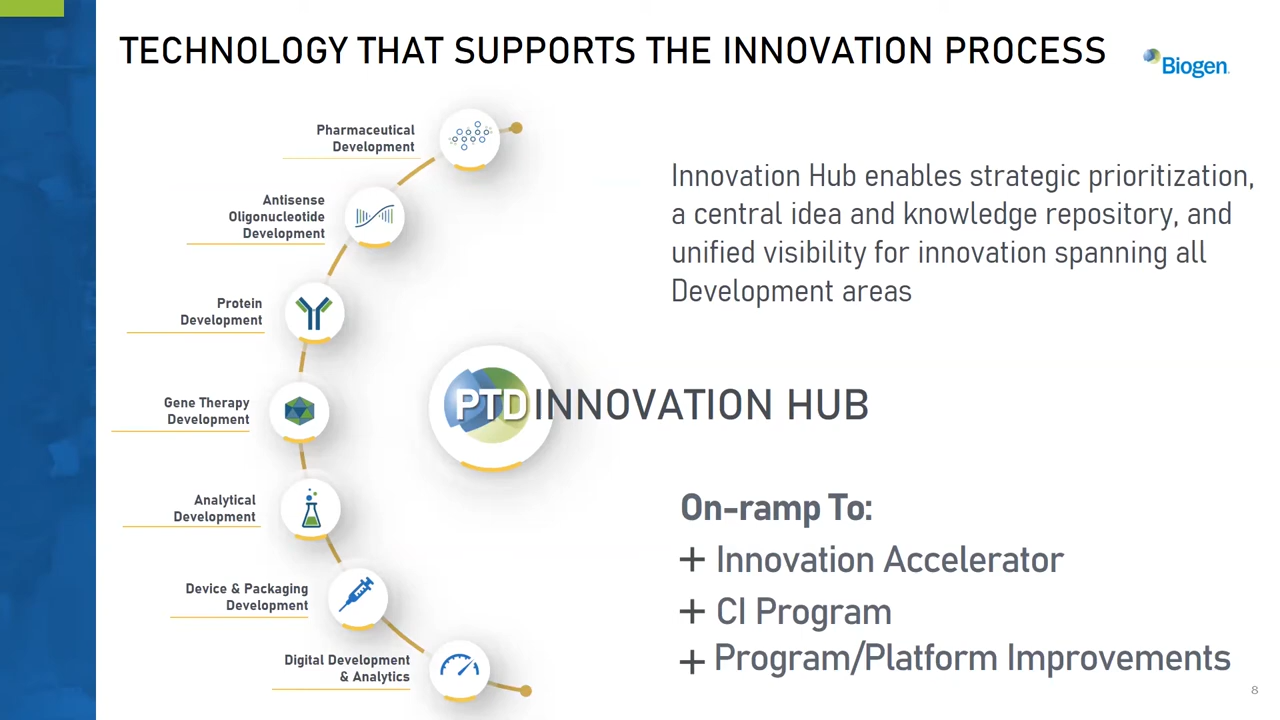 TECHNOLOGY THAT SUPPORTS THE INNOVATION PROCESS
Biogen
Pharmaceutical
Development
Antisense
Oligonucleotide
Development
Protein
Development
Gene Therapy
Development
Analytical
Development
Device & Packaging
Development
Digital Development
& Analytics
Innovation Hub enables strategic prioritization,
a central idea and knowledge repository, and
unified visibility for innovation spanning all
Development areas
PTD INNOVATION HUB
On-ramp To:
+ Innovation Accelerator
+ CI Program
+ Program/Platform Improvements
8